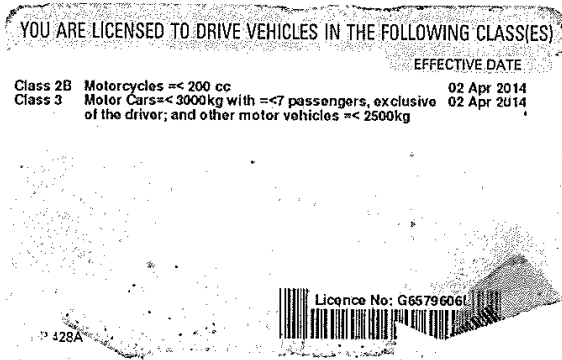 YOU ARE LICENSED TO DRIVE VEHICLES IN THE FOLLOWING CLASS(ES)
EFFECTIVE DATE
Class 2B Motorcycles =< 200 cc 02 Apr 2014
Class 3 Motor Cars=< 3000kg with =<7 passengers, exclusive 02 Apr 2014
of the driver; and other motor vehicles =< 2500kg
Licence No:
428A